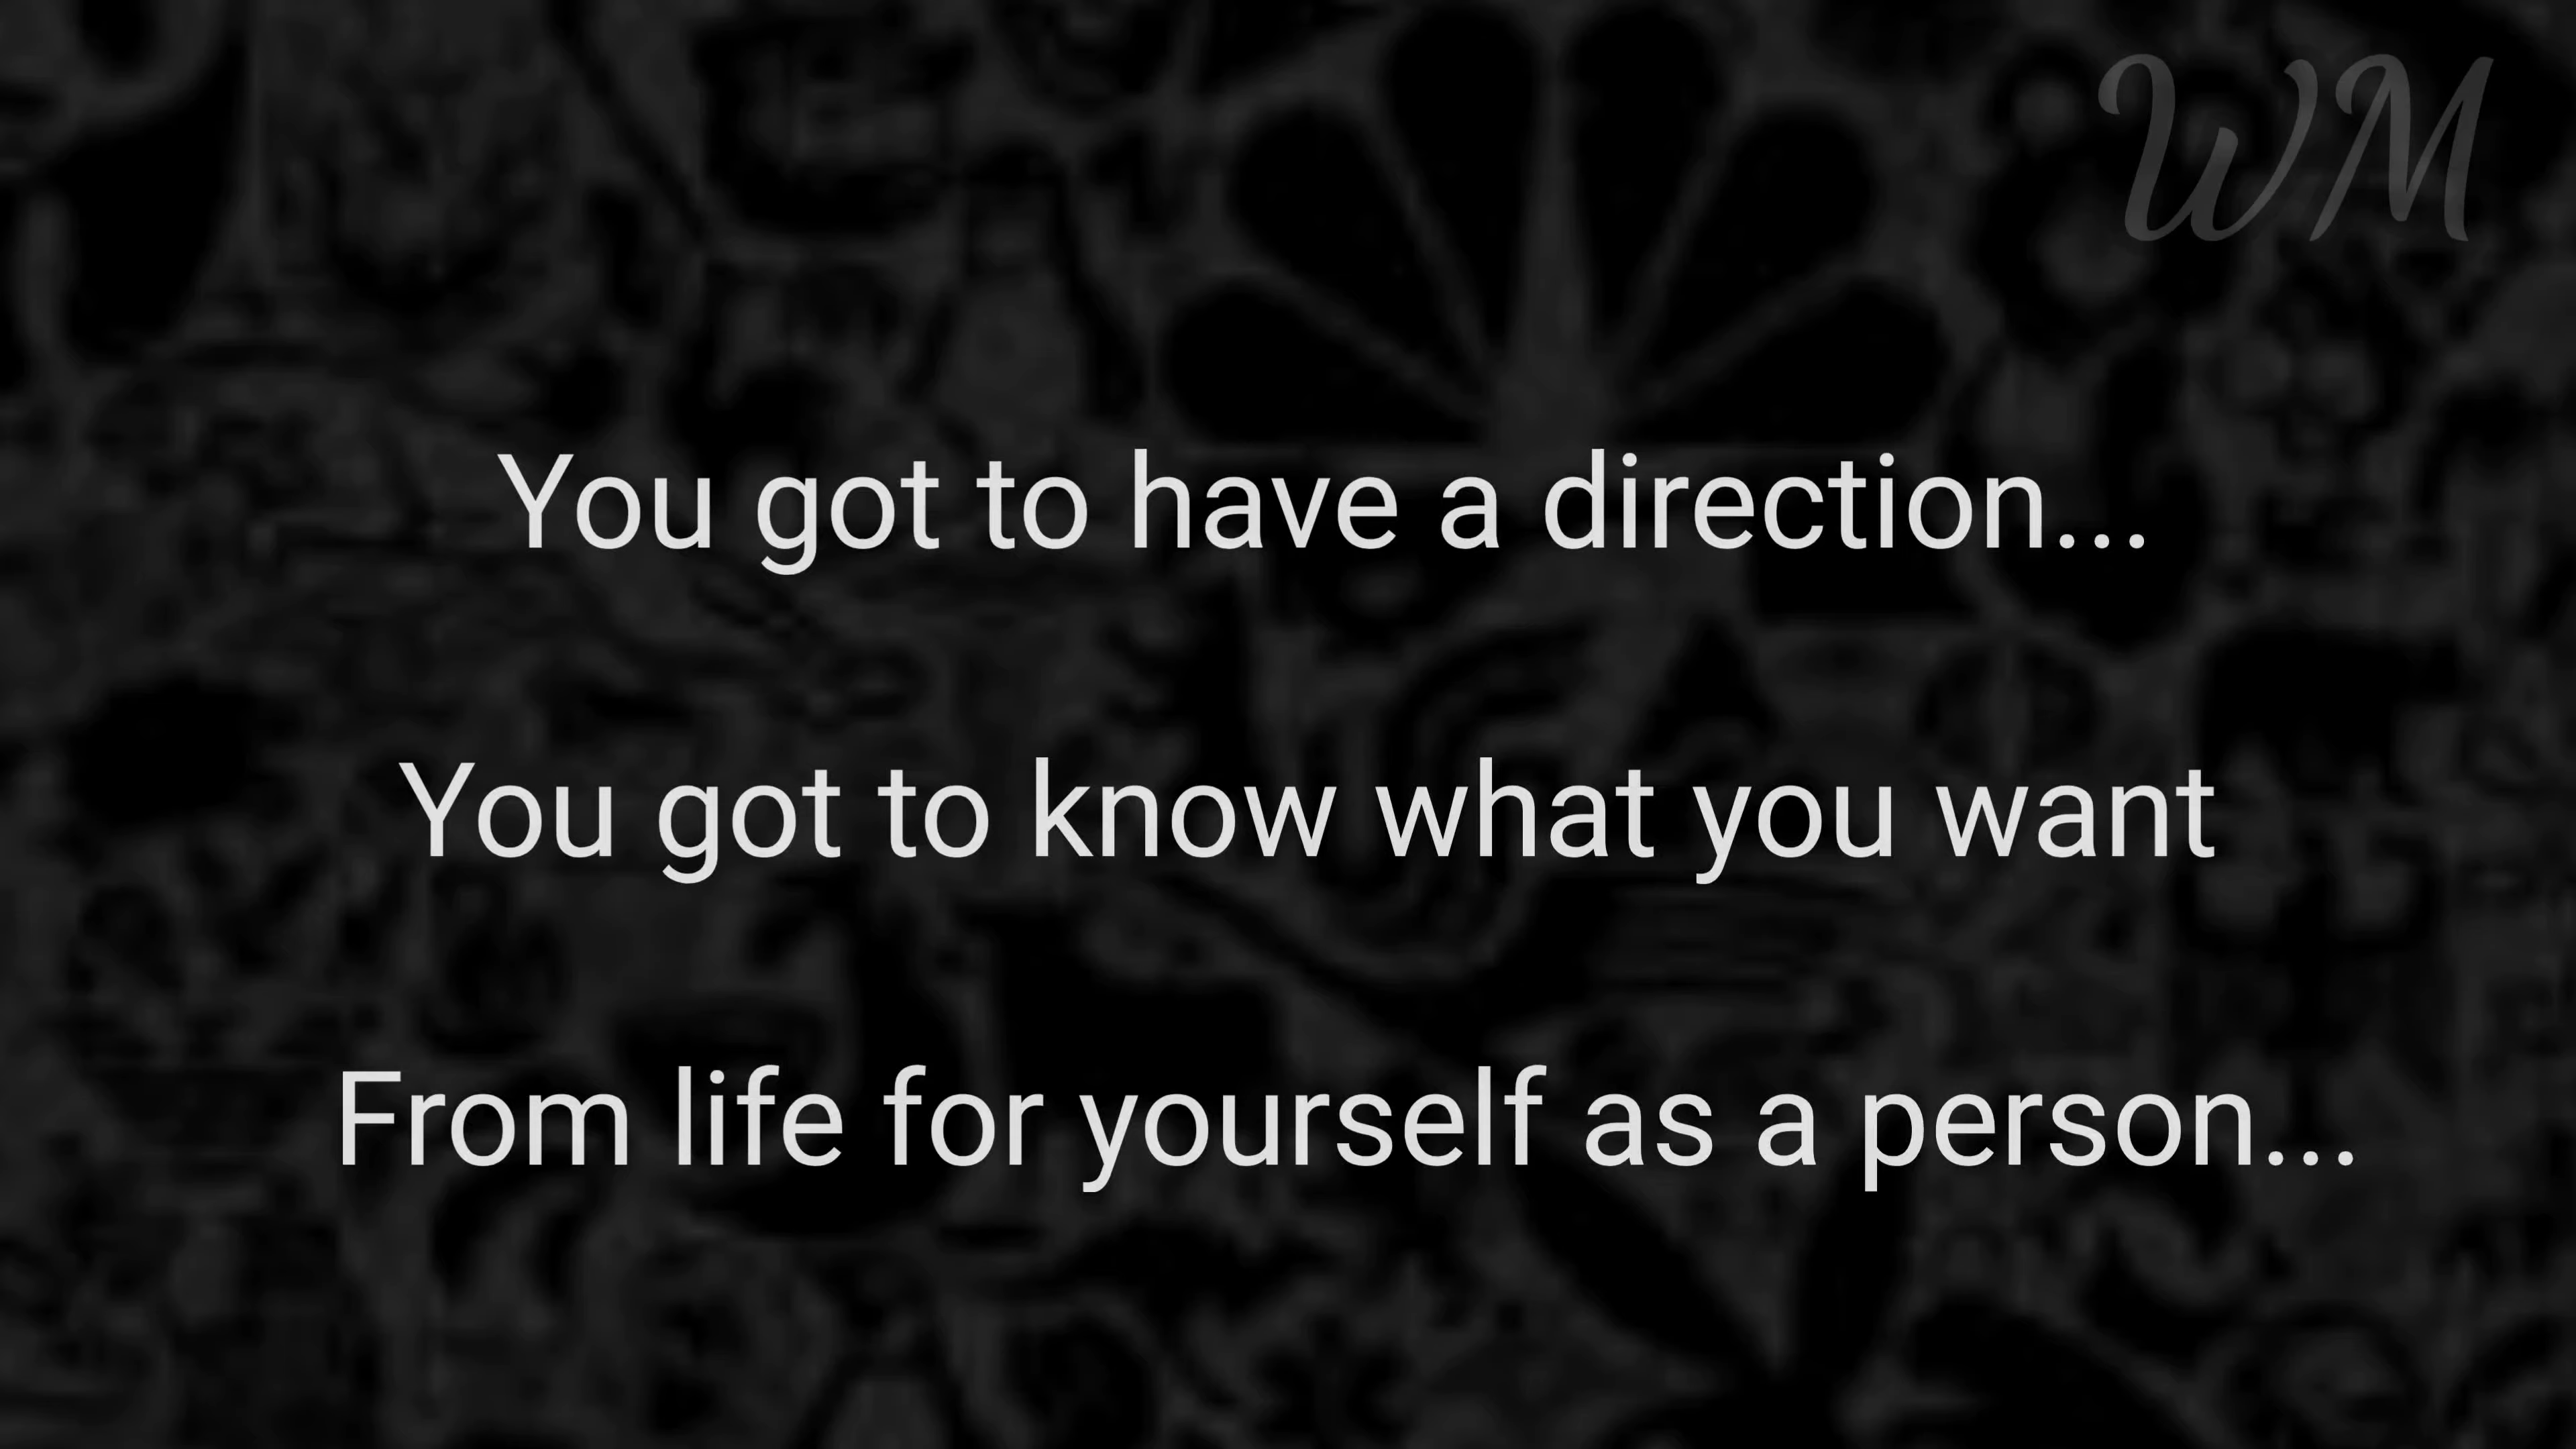 WM
You got to have a direction...
You got to know what you want
From life for yourself as a person...